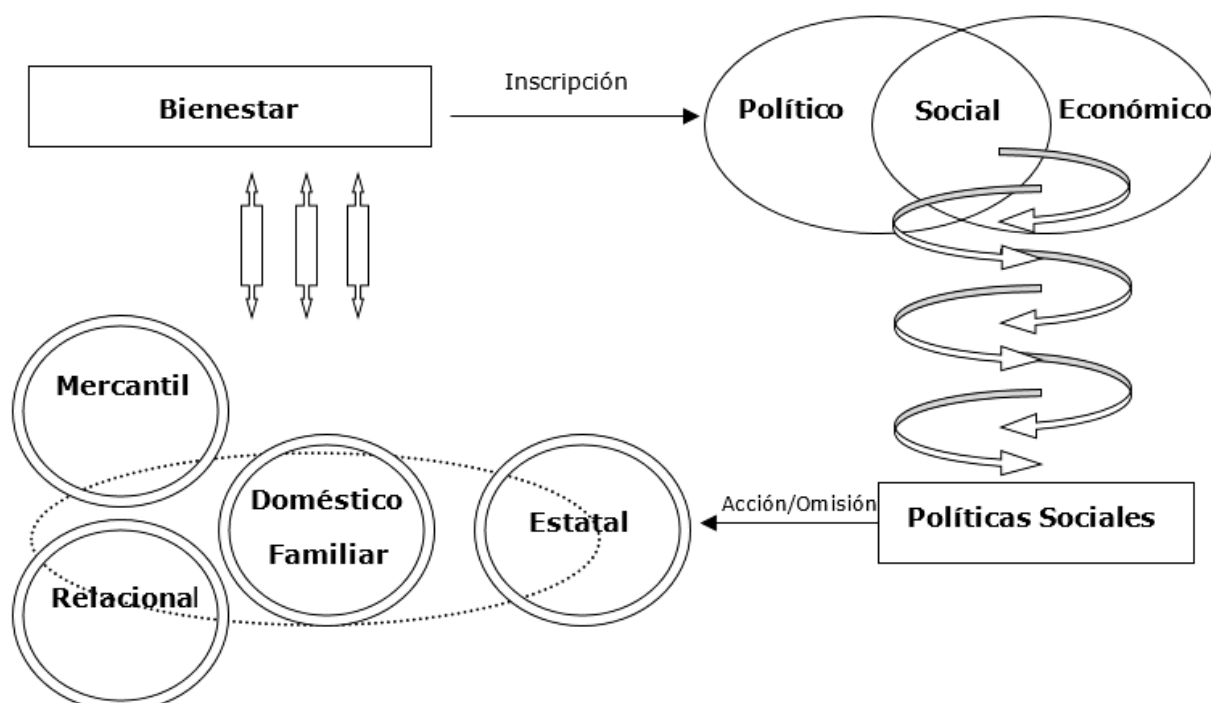 Bienestar
Inscripción
Político
Social
Económico
Mercantil
Doméstico
Familiar
Estatal
Relacional
Acción/Omisión
Políticas Sociales